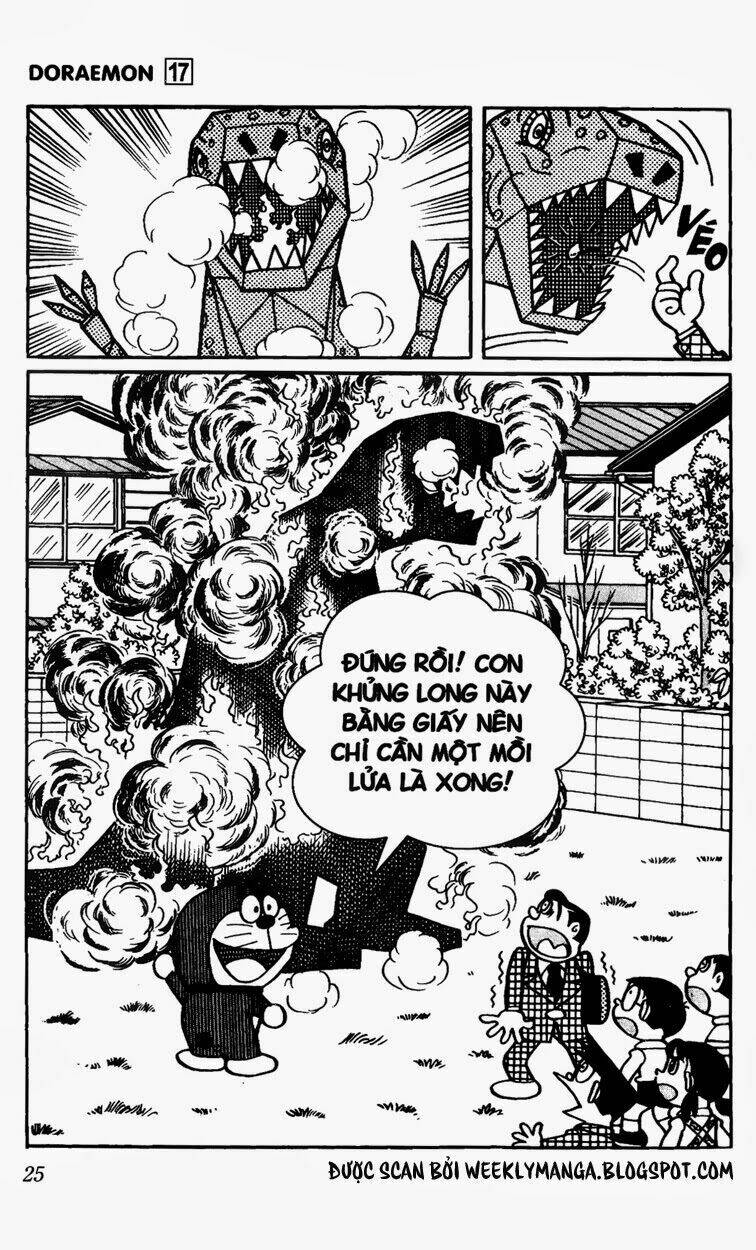 DORAEMON 17
VÉO
ĐÚNG RỒI! CON
KHỦNG LONG NÀY
BẰNG GIẤY NÊN
CHỈ CẦN MỘT MỒI
LỬA LÀ XONG!
25
ĐƯỢC SCAN BỞI WEEKLYMANGA.BLOGSPOT.COM